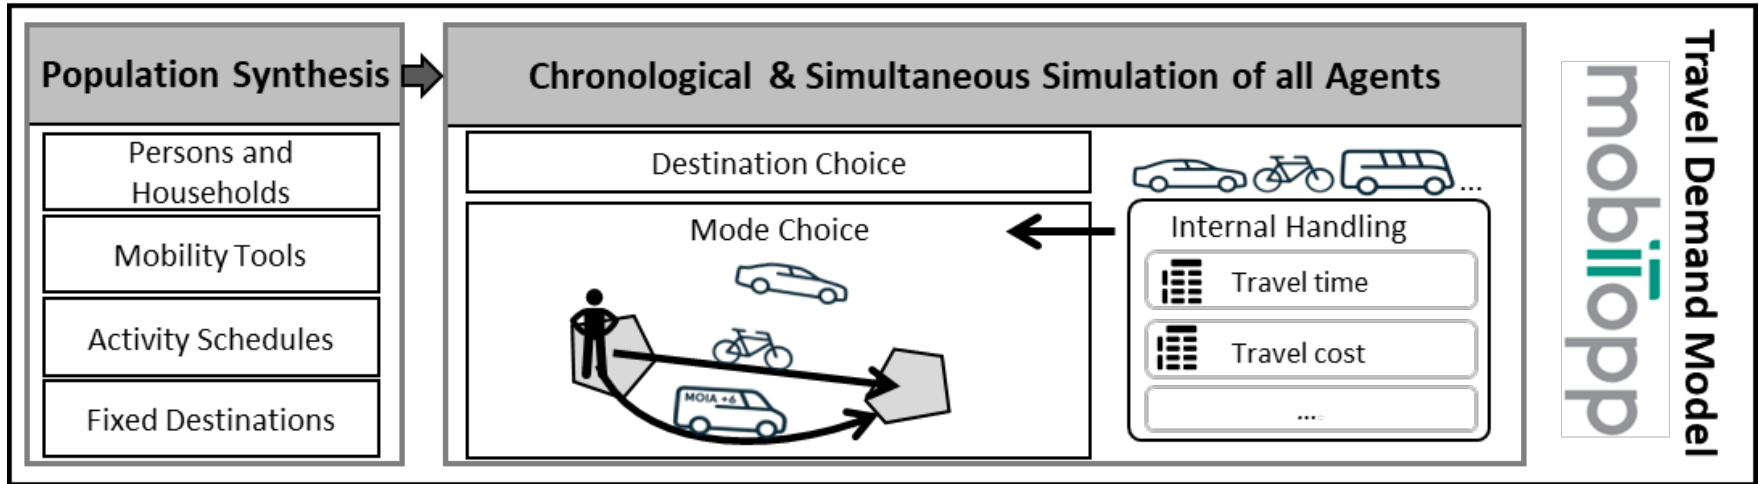 Population Synthesis
Persons and
Households
Mobility Tools
Activity Schedules
Fixed Destinations
Chronological & Simultaneous Simulation of all Agents
Destination Choice
Mode Choice
MOIA +6
...
Internal Handling
Travel time
Travel cost
...
mobitopp
Travel Demand Model